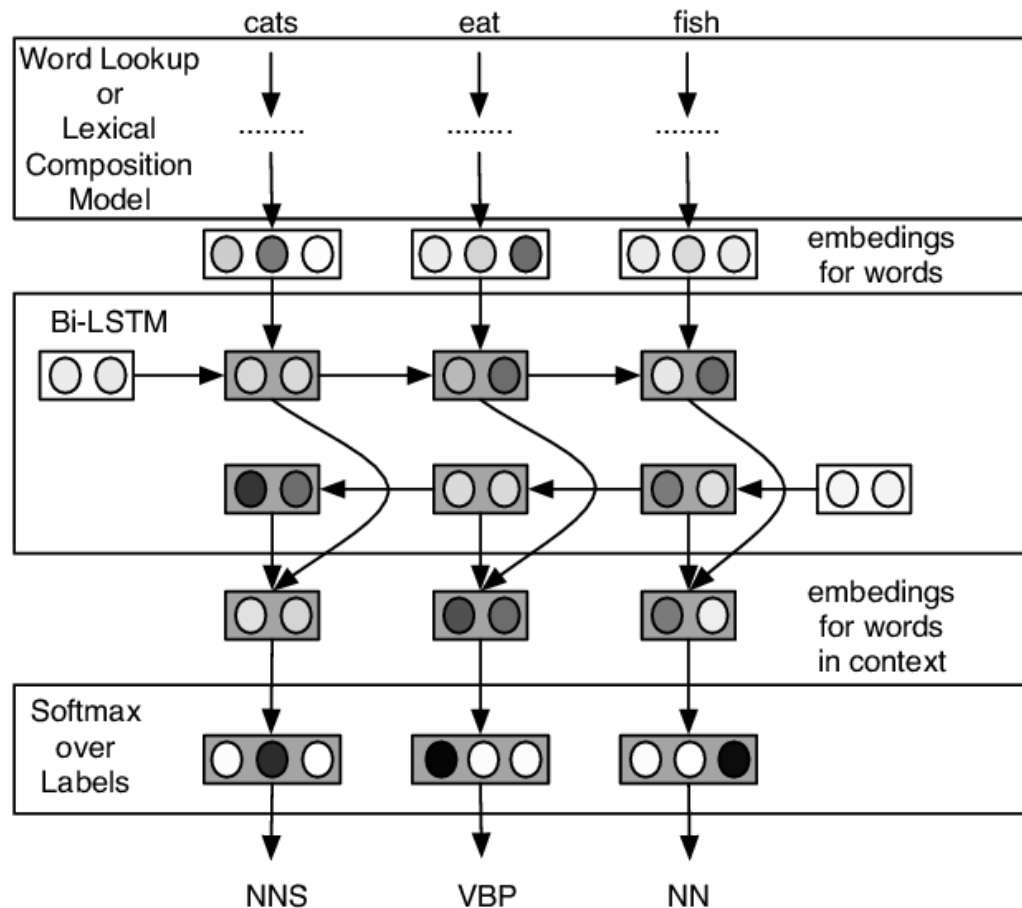 cats eat fish
Word Lookup
or
Lexical
Composition
Model
embedings
for words
Bi-LSTM
embedings
for words
in context
Softmax
over
Labels
NNS VBP NN